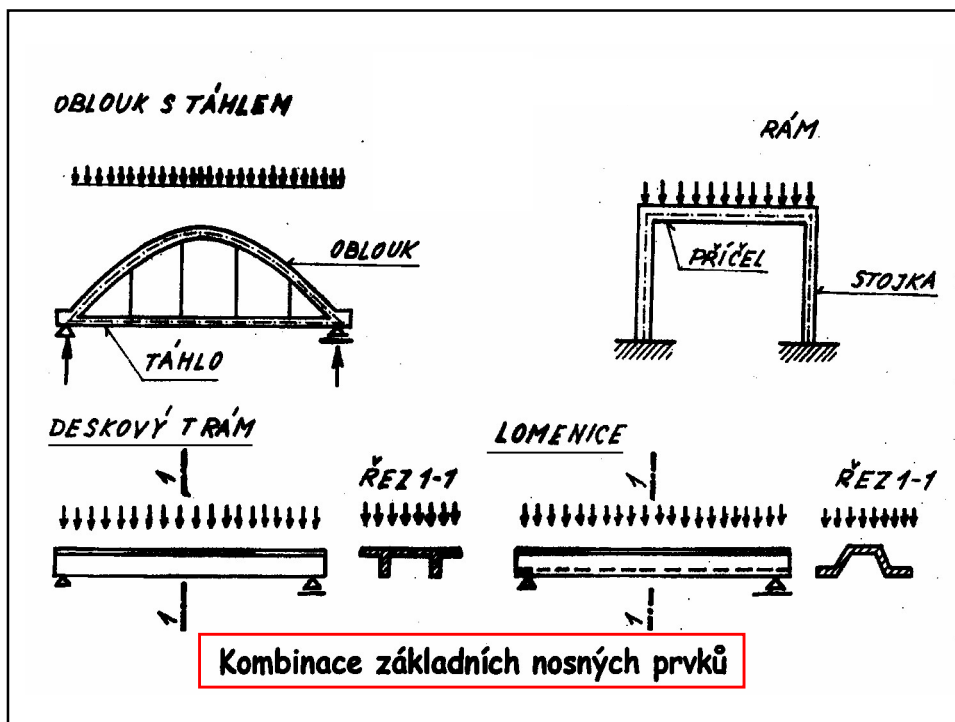 OBLOUK S TÁHLEM
RÁM
OBLOUK
PŘÍČEL
STOJKA
TÁHLO
DESKOVÝ TRÁM
LOMENICE
1
ŘEZ 1-1
1
ŘEZ 1-1
1
1
Kombinace základních nosných prvků